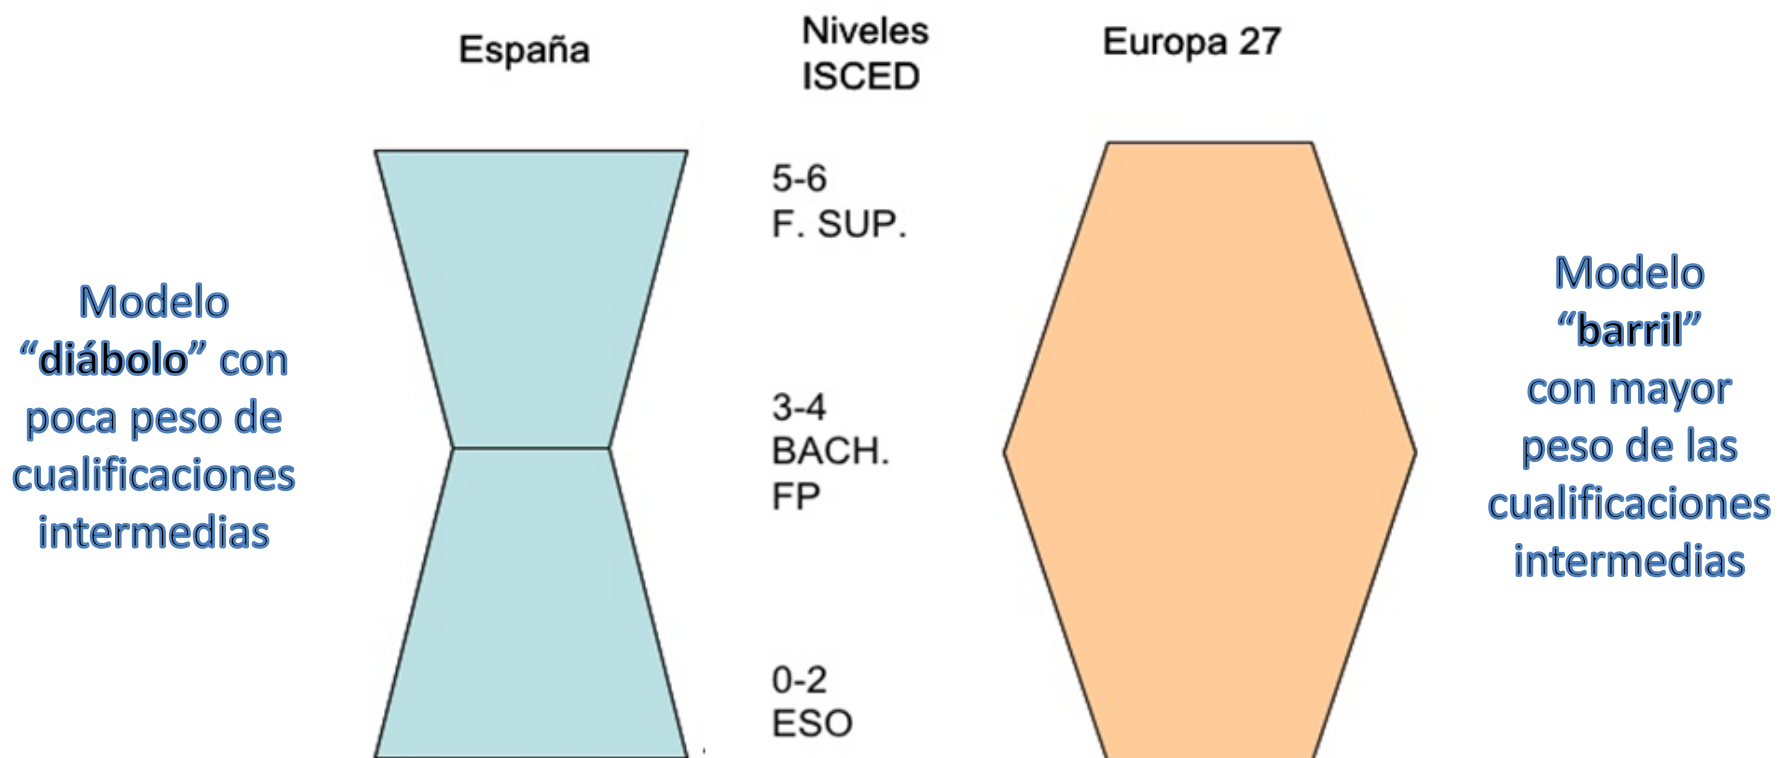 España
Niveles
ISCED
Europa 27
Modelo
“diábolo” con
poca peso de
cualificaciones
intermedias
5-6
F. SUP.
3-4
BACH.
FP
0-2
ESO
Modelo
“barril”
con mayor
peso de las
cualificaciones
intermedias